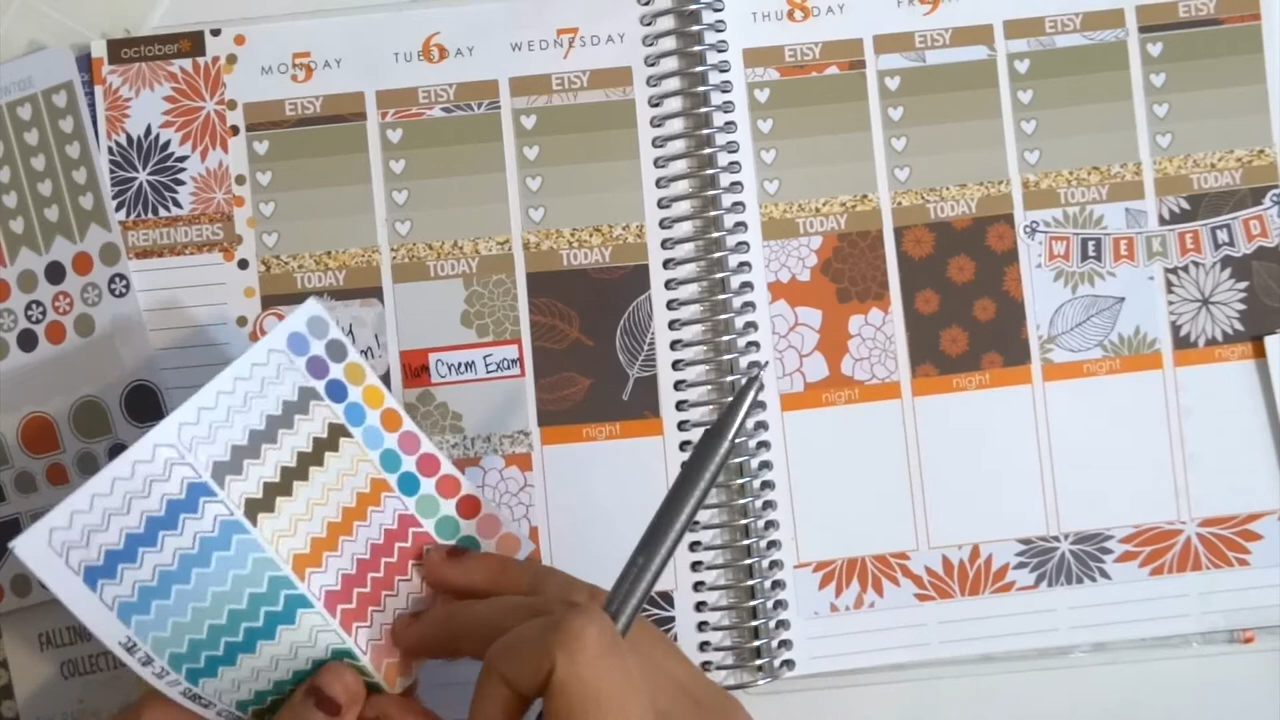 october
MONDAY
5
TUESDAY
6
WEDNESDAY
7
THURSDAY
8
9
ETSY
ETSY
ETSY
ETSY
ETSY
ETSY
ETSY
REMINDERS
TODAY
TODAY
TODAY
TODAY
TODAY
TODAY
TODAY
WEEKEND
11am Chem Exam
night
night
night
night
night
FALLING
COLLECTION